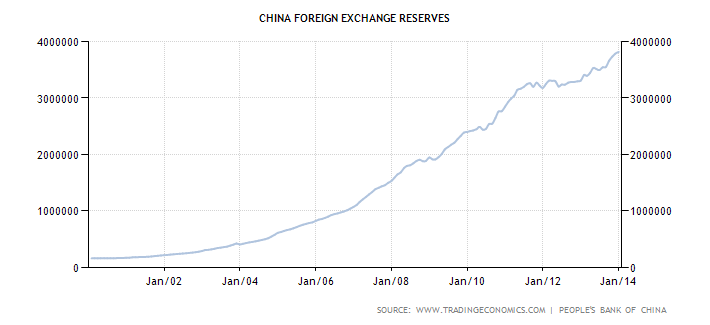 CHINA FOREIGN EXCHANGE RESERVES
4000000 4000000
3000000 3000000
2000000 2000000
1000000 1000000
0 0
Jan/02 Jan/04 Jan/06 Jan/08 Jan/10 Jan/12 Jan/14
SOURCE: WWW.TRADINGECONOMICS.COM | PEOPLE'S BANK OF CHINA